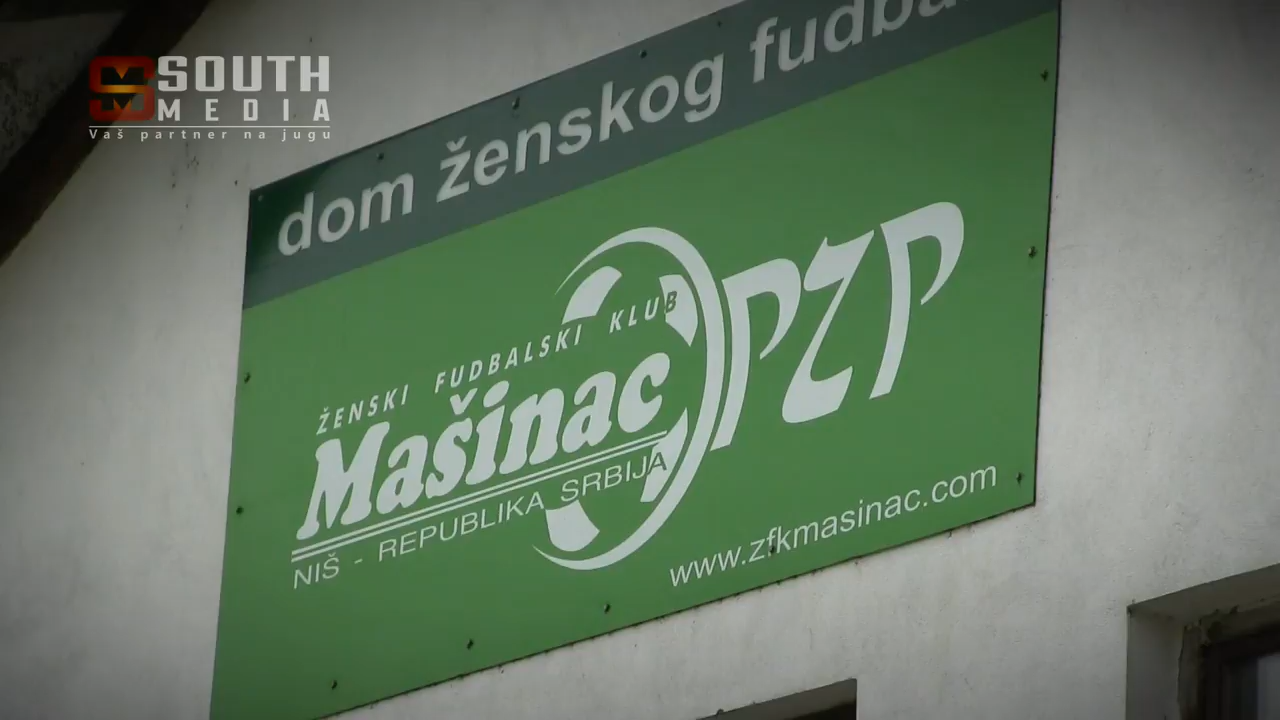 SOUTH
MEDIA
Vaš partner na jugu
dom ženskog
ŽENSKI FUDBALSKI KLUB
Mašinac PZP
NIŠ - REPUBLIKA SRBIJA
www.zfkmasinac.com